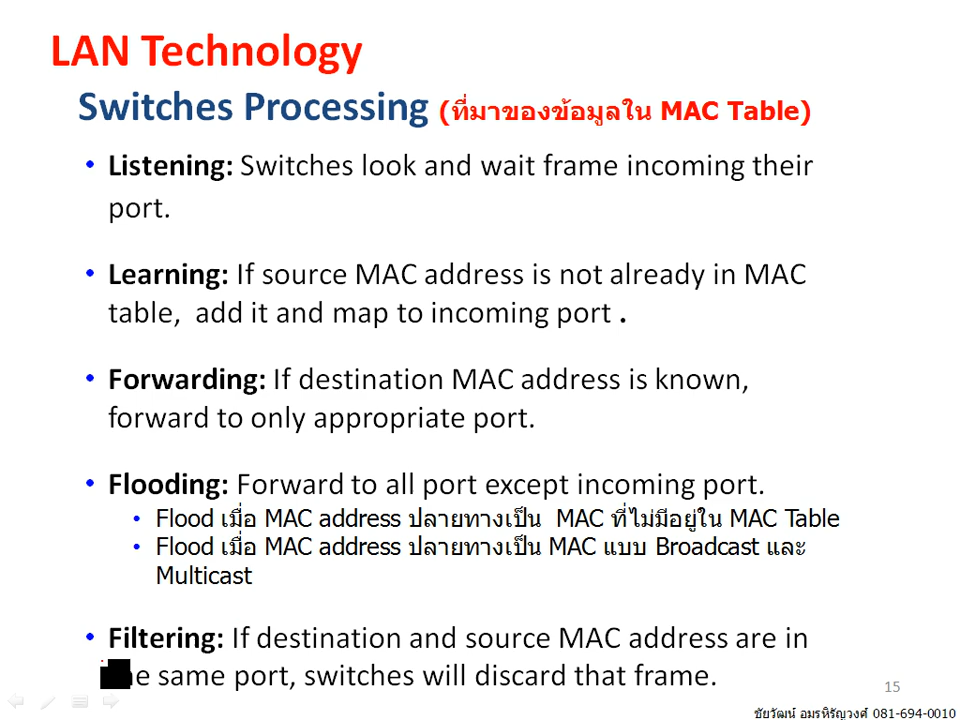 LAN Technology
Switches Processing (ที่มาของข้อมูลใน MAC Table)
• Listening: Switches look and wait frame incoming their
port.
• Learning: If source MAC address is not already in MAC
table, add it and map to incoming port .
• Forwarding: If destination MAC address is known,
forward to only appropriate port.
• Flooding: Forward to all port except incoming port.
• Flood เมื่อ MAC address ปลายทางเป็น MAC ที่ไม่มีอยู่ใน MAC Table
• Flood เมื่อ MAC address ปลายทางเป็น MAC แบบ Broadcast และ
Multicast
• Filtering: If destination and source MAC address are in
same port, switches will discard that frame.
15
ชัยวัฒน์ อมรหิรัญวงศ์ 081-694-0010